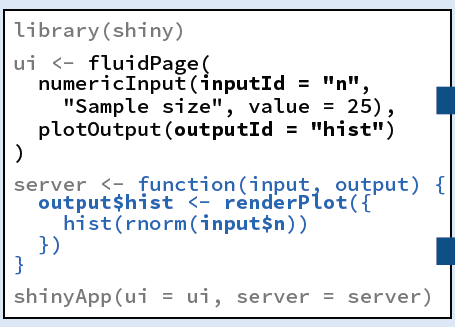 library(shiny)
ui <- fluidPage(
numericInput(inputId = "n",
"Sample size", value = 25),
plotOutput(outputId = "hist")
)
server <- function(input, output) {
output$hist <- renderPlot({
hist(rnorm(input$n))
})
}
shinyApp(ui = ui, server = server)